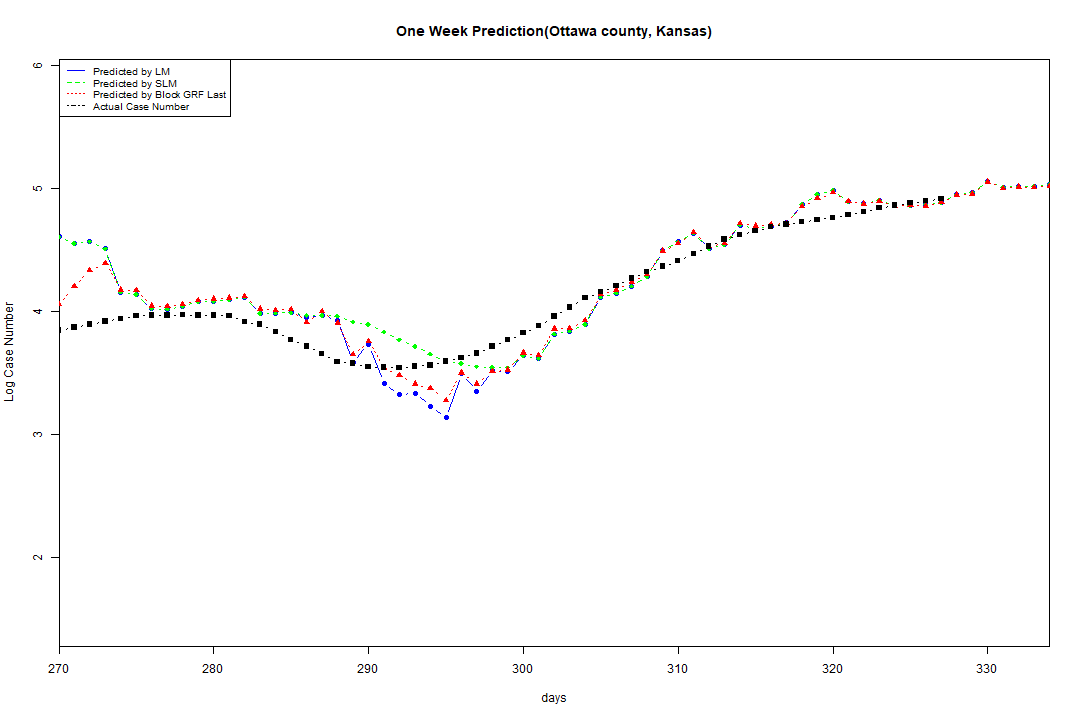 One Week Prediction(Ottawa county, Kansas)
Predicted by LM
Predicted by SLM
Predicted by Block GRF Last
Actual Case Number
6
5
4
3
2
Log Case Number
270 280 290 300 310 320 330
days